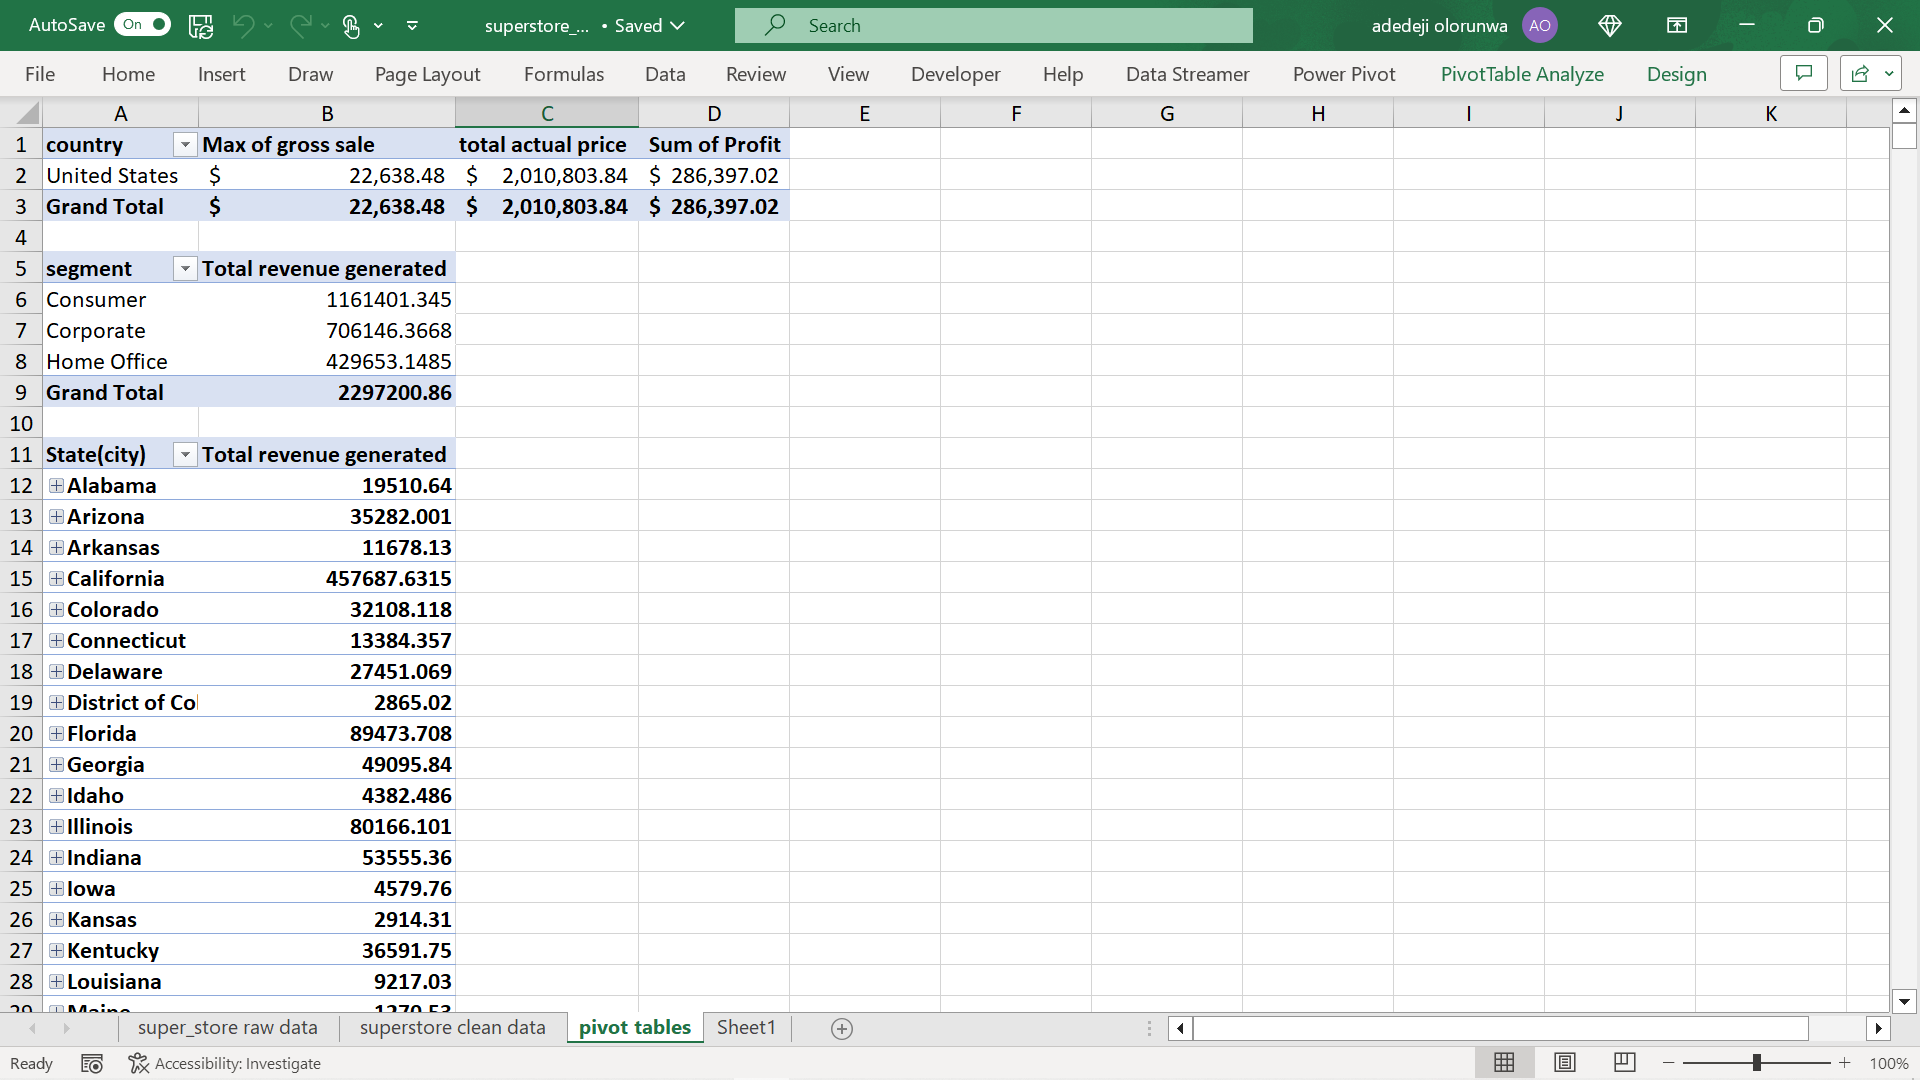 AutoSave On superstore_... • Saved Search adedeji olorunwa AO
File Home Insert Draw Page Layout Formulas Data Review View Developer Help Data Streamer Power Pivot PivotTable Analyze Design
A B C D E F G H I J K
1 country Max of gross sale total actual price Sum of Profit
2 United States $ 22,638.48 $ 2,010,803.84 $ 286,397.02
3 Grand Total $ 22,638.48 $ 2,010,803.84 $ 286,397.02
4
5 segment Total revenue generated
6 Consumer 1161401.345
7 Corporate 706146.3668
8 Home Office 429653.1485
9 Grand Total 2297200.86
10
11 State(city) Total revenue generated
12 Alabama 19510.64
13 Arizona 35282.001
14 Arkansas 11678.13
15 California 457687.6315
16 Colorado 32108.118
17 Connecticut 13384.357
18 Delaware 27451.069
19 District of Col 2865.02
20 Florida 89473.708
21 Georgia 49095.84
22 Idaho 4382.486
23 Illinois 80166.101
24 Indiana 53555.36
25 Iowa 4579.76
26 Kansas 2914.31
27 Kentucky 36591.75
28 Louisiana 9217.03
29 Maine 1270.53
super_store raw data superstore clean data pivot tables Sheet1
Ready Accessibility: Investigate 100%